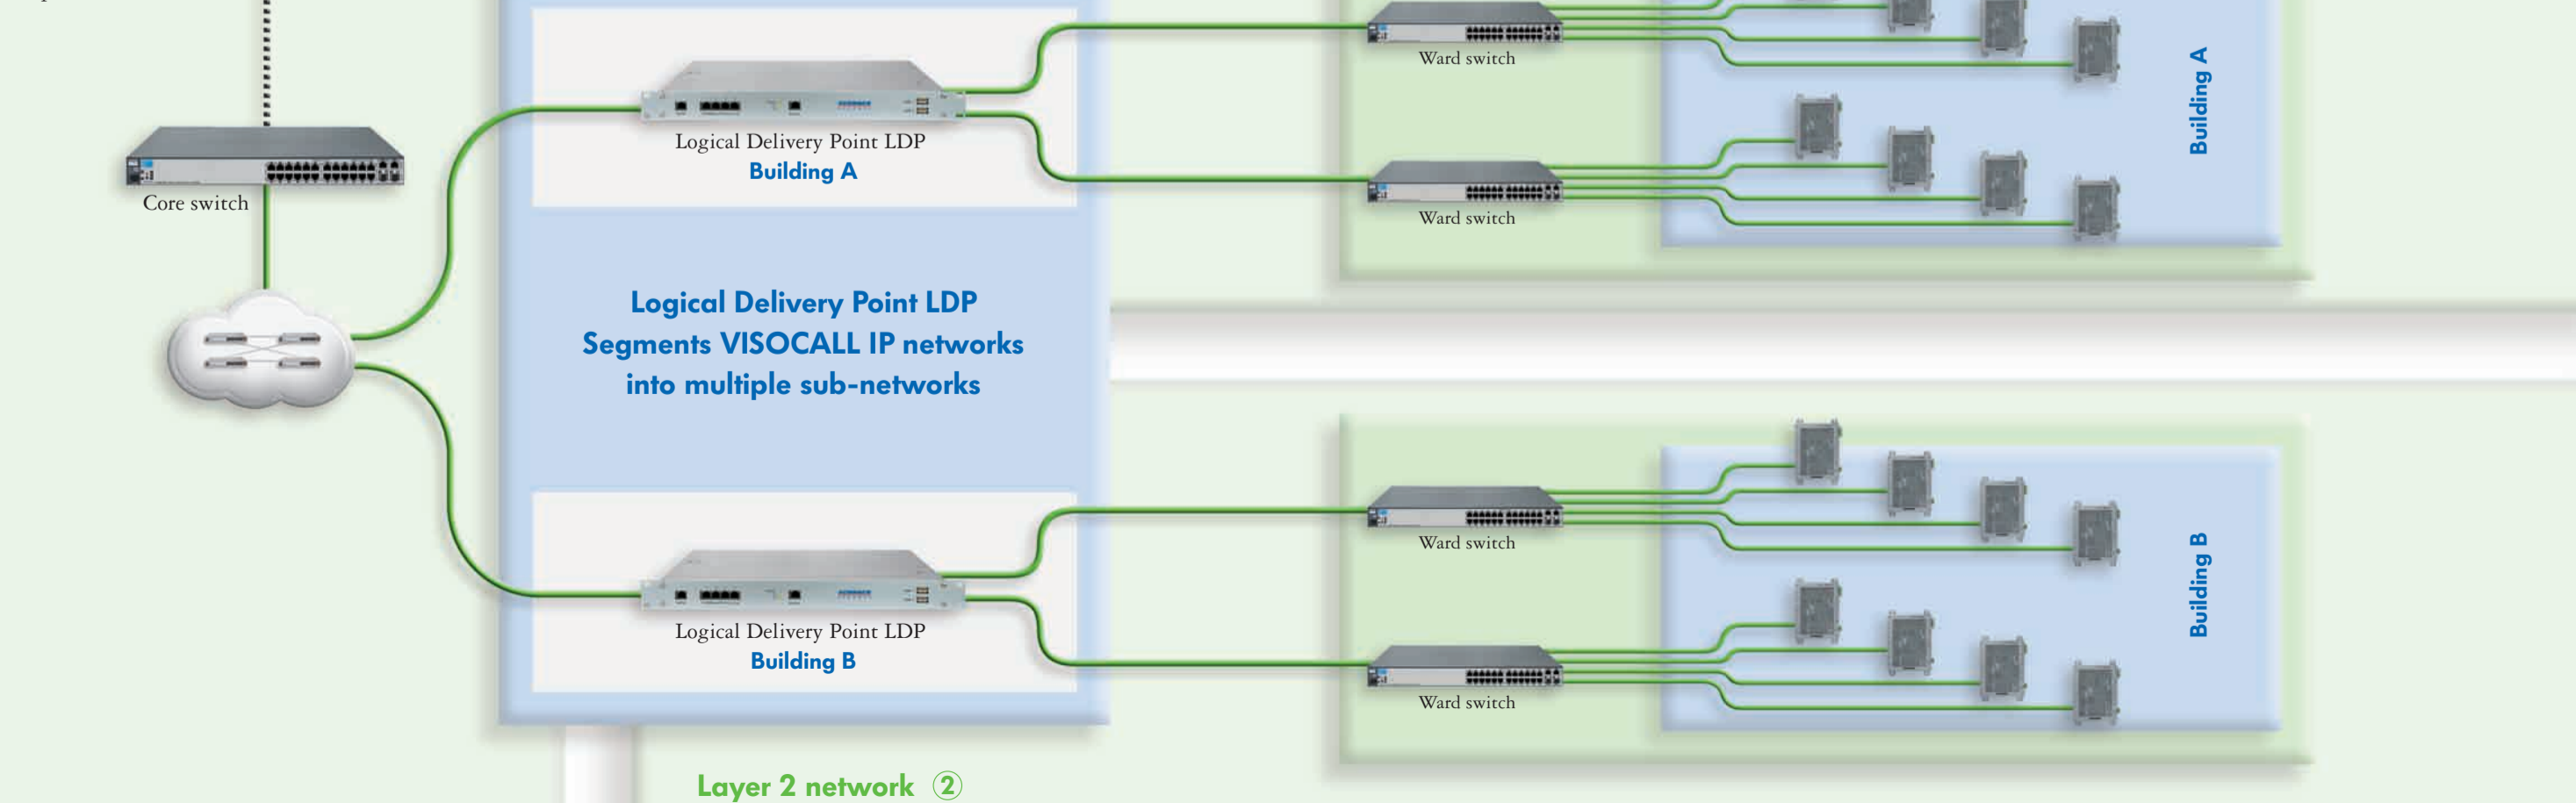 Ward switch
Building A
Logical Delivery Point LDP
Building A
Core switch
Ward switch
Logical Delivery Point LDP
Segments VISOCALL IP networks
into multiple sub-networks
Ward switch
Building B
Logical Delivery Point LDP
Building B
Ward switch
Layer 2 network ②